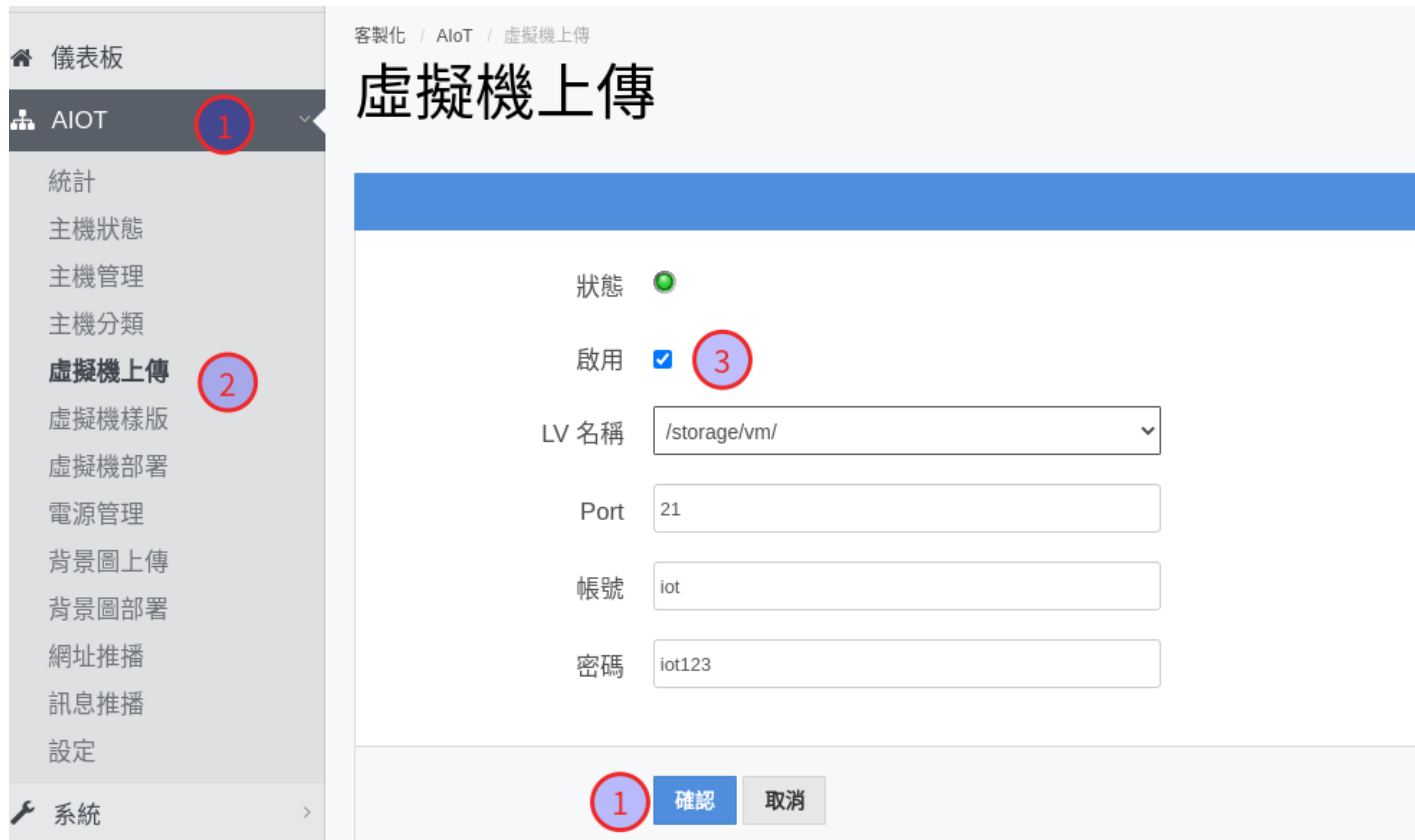 儀表板
AIOT
1
統計
主機狀態
主機管理
主機分類
虛擬機上傳
2
虛擬機樣版
虛擬機部署
電源管理
背景圖上傳
背景圖部署
網址推播
訊息推播
設定
系統
客製化 / AIoT / 虛擬機上傳
虛擬機上傳
狀態
啟用
3
LV 名稱 /storage/vm/
Port 21
帳號 iot
密碼 iot123
1 確認 取消